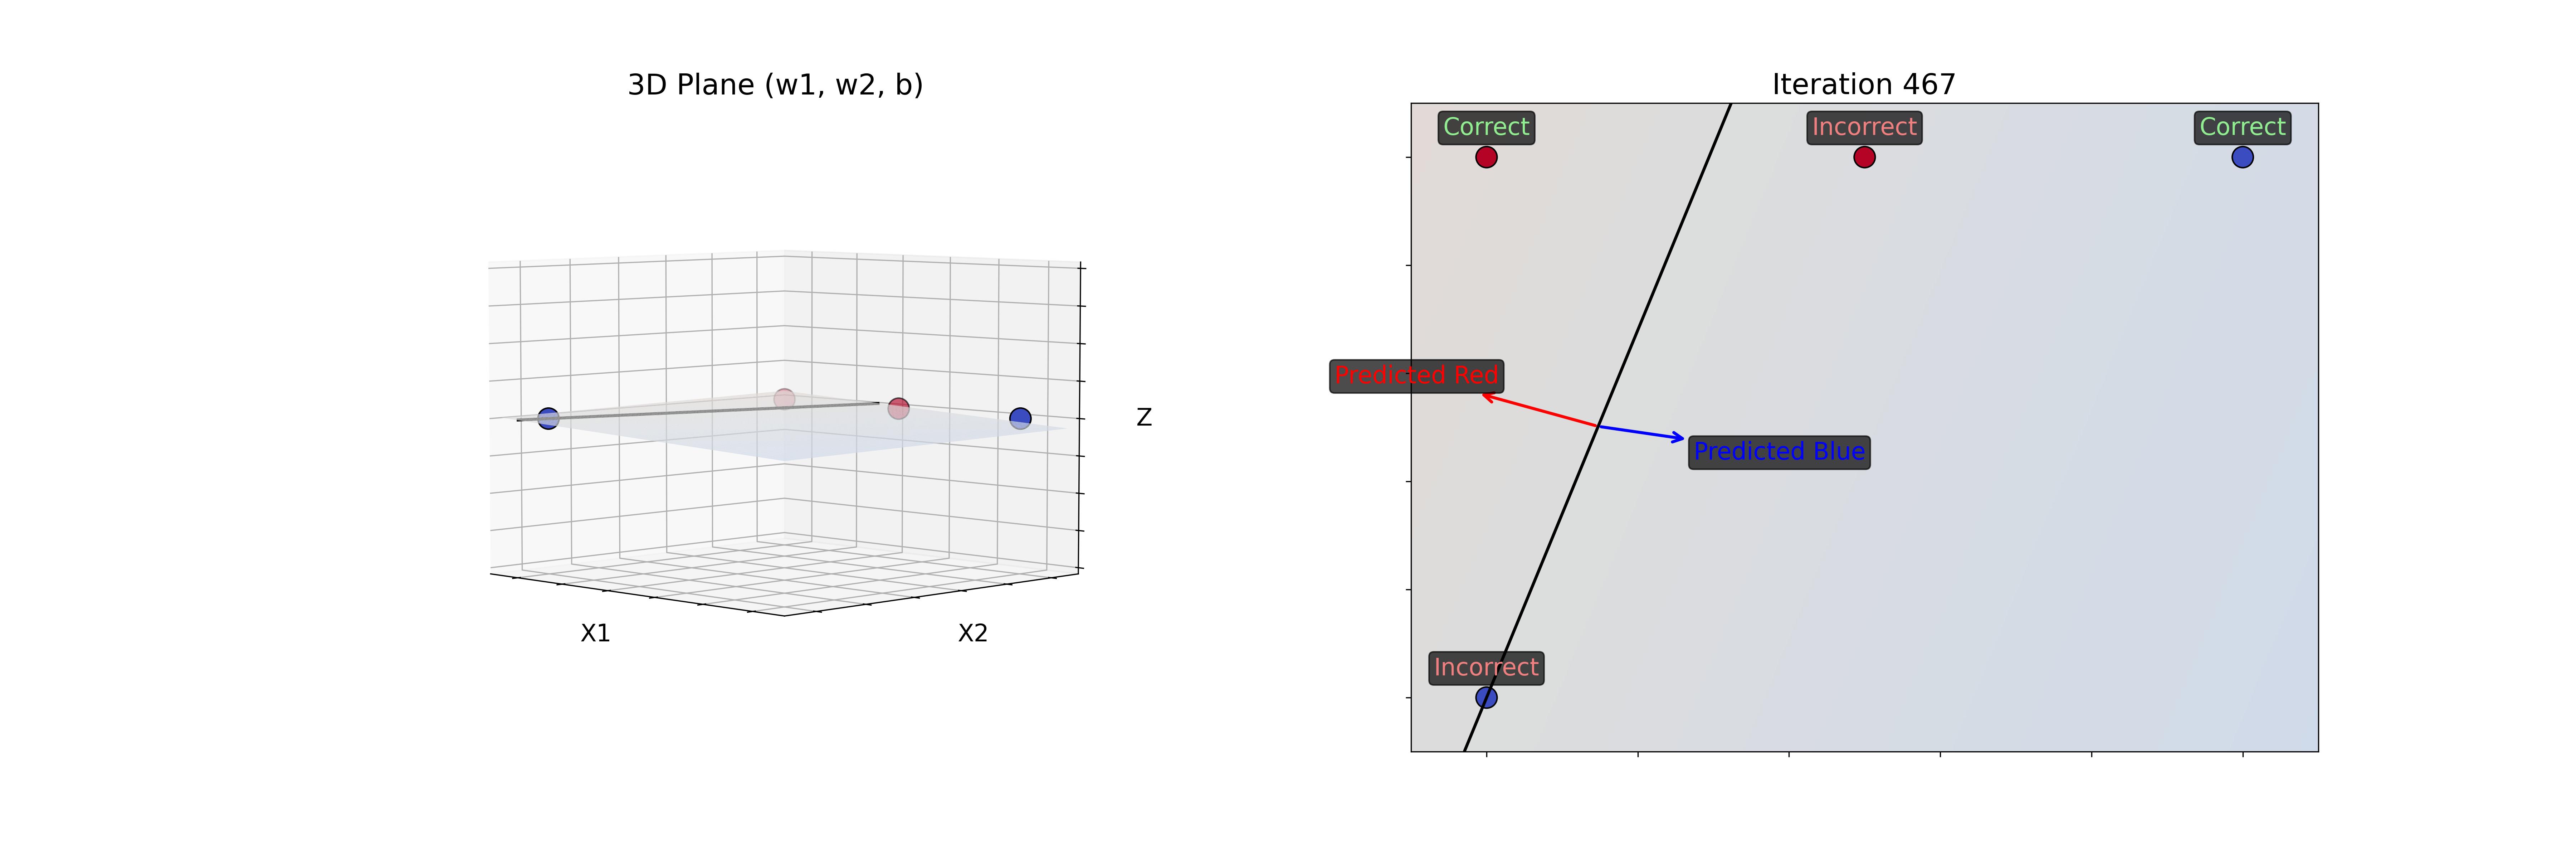 3D Plane (w1, w2, b)
Z
X1
X2
Iteration 467
Correct
Incorrect
Correct
Predicted Red
Predicted Blue
Incorrect